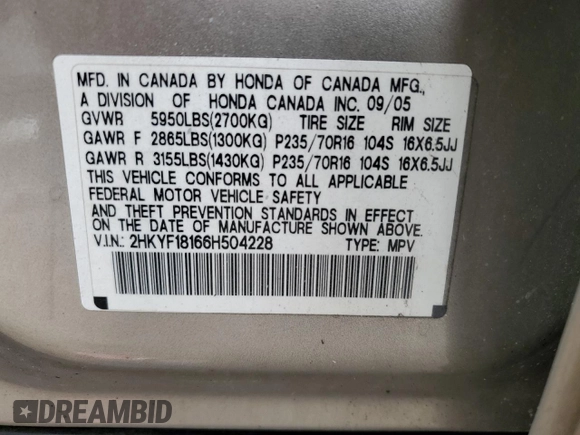 MFD. IN CANADA BY HONDA OF CANADA MFG.,
A DIVISION OF HONDA CANADA INC. 09/05
GVWR 5950LBS(2700KG) TIRE SIZE RIM SIZE
GAWR F 2865LBS(1300KG) P235/70R16 104S 16X6.5JJ
GAWR R 3155LBS(1430KG) P235/70R16 104S 16X6.5JJ
THIS VEHICLE CONFORMS TO ALL APPLICABLE
FEDERAL MOTOR VEHICLE SAFETY
AND THEFT PREVENTION STANDARDS IN EFFECT
ON THE DATE OF MANUFACTURE SHOWN ABOVE.
V.I.N.: 2HKYF18166H504228 TYPE: MPV
DREAMBID